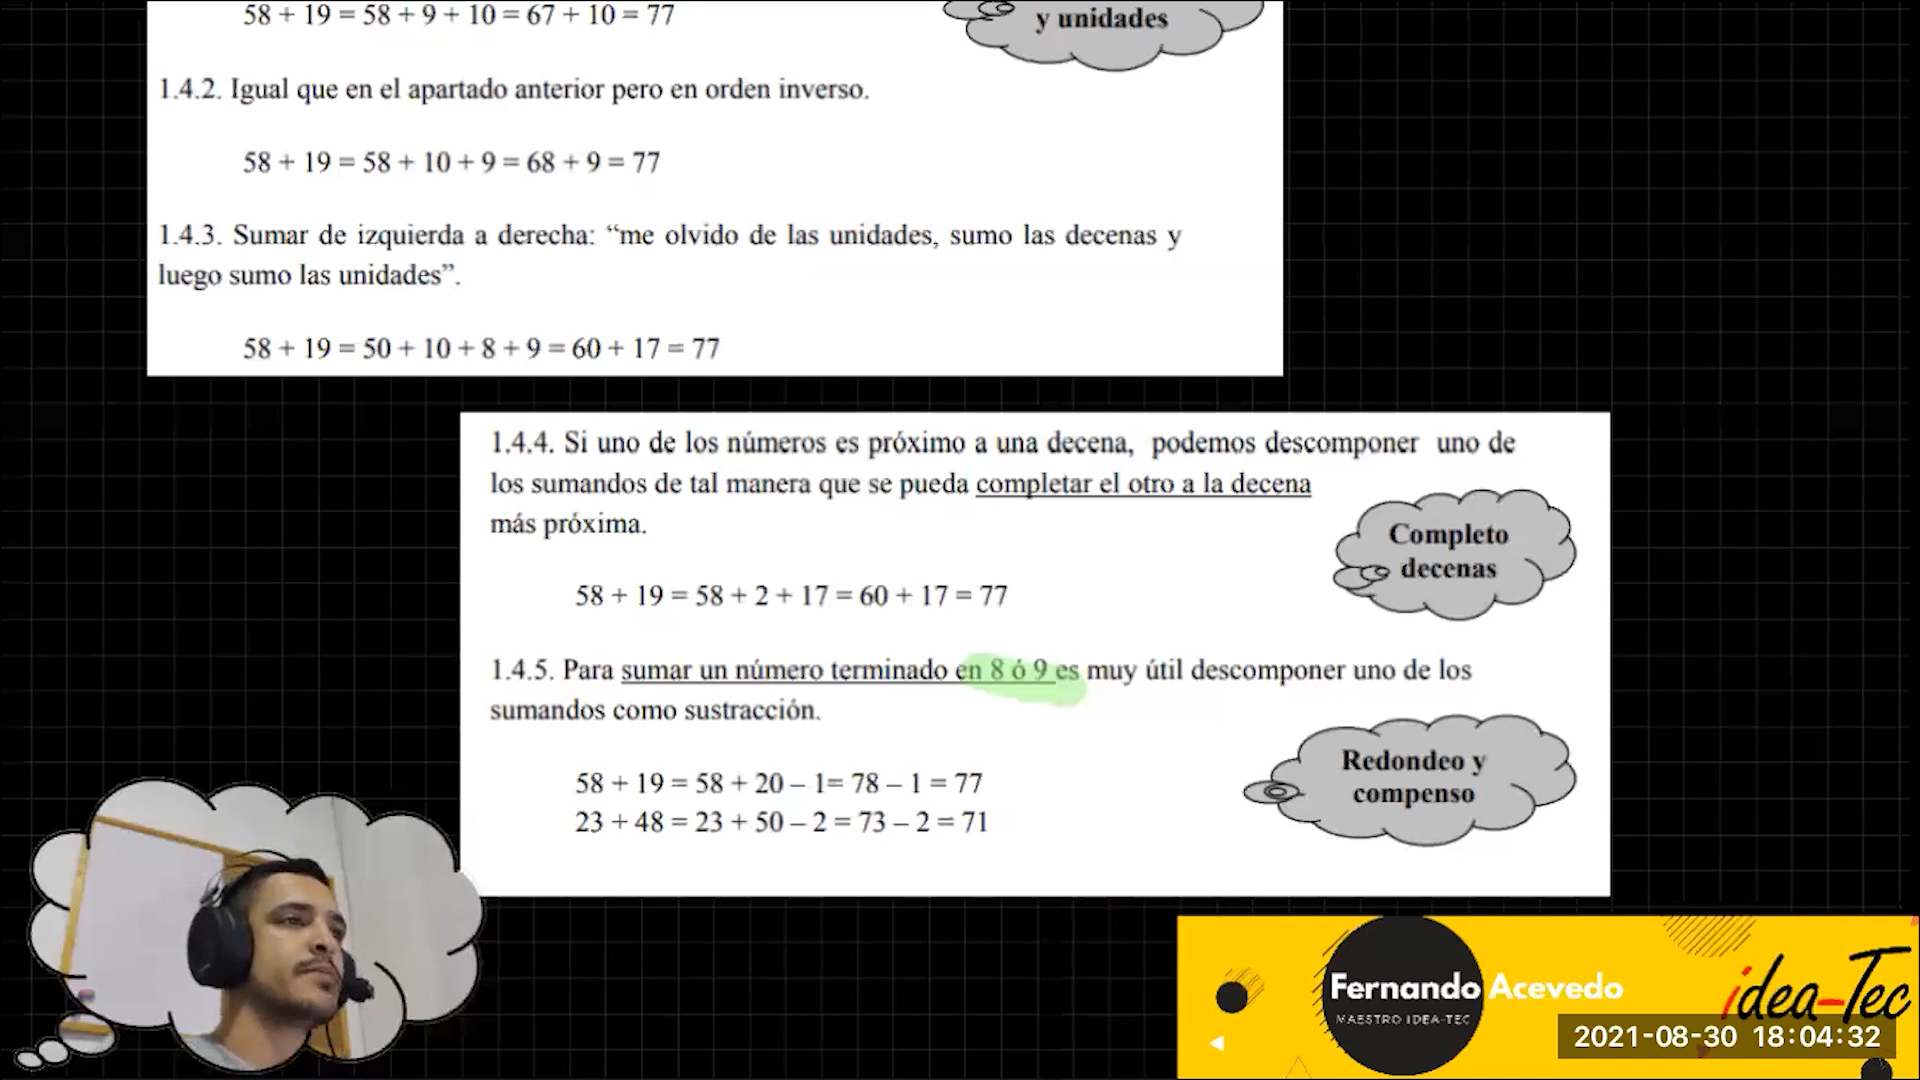 58 + 19 = 58 + 9 + 10 = 67 + 10 = 77
y unidades
1.4.2. Igual que en el apartado anterior pero en orden inverso.
58 + 19 = 58 + 10 + 9 = 68 + 9 = 77
1.4.3. Sumar de izquierda a derecha: “me olvido de las unidades, sumo las decenas y
luego sumo las unidades”.
58 + 19 = 50 + 10 + 8 + 9 = 60 + 17 = 77
1.4.4. Si uno de los números es próximo a una decena, podemos descomponer uno de
los sumandos de tal manera que se pueda completar el otro a la decena
más próxima.
Completo
decenas
58 + 19 = 58 + 2 + 17 = 60 + 17 = 77
1.4.5. Para sumar un número terminado en 8 ó 9 es muy útil descomponer uno de los
sumandos como sustracción.
Redondeo y
compenso
58 + 19 = 58 + 20 – 1= 78 – 1 = 77
23 + 48 = 23 + 50 – 2 = 73 – 2 = 71
Fernando Acevedo
MAESTRO IDEA-TEC
idea-Tec
2021-08-30 18:04:32